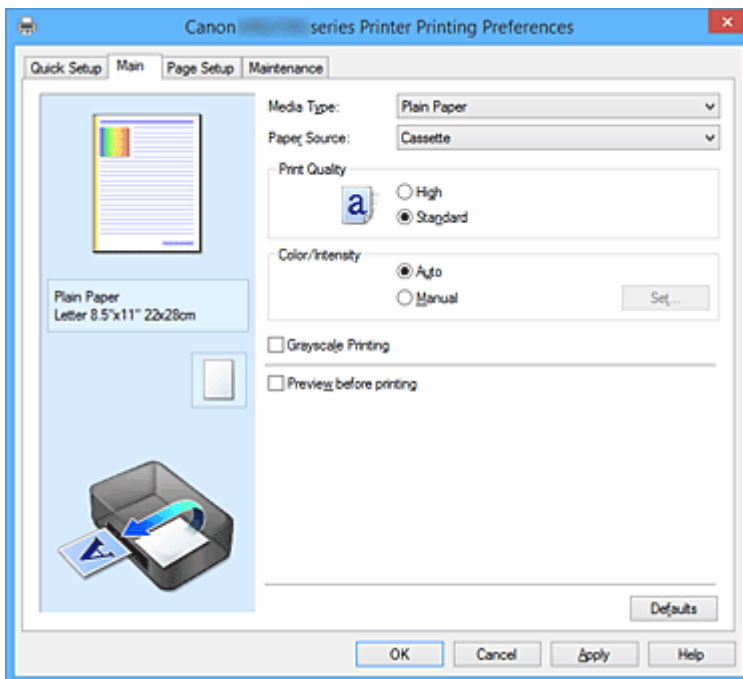 Canon series Printer Printing Preferences
Quick Setup Main Page Setup Maintenance
Media Type: Plain Paper
Paper Source: Cassette
Print Quality
a
High
Standard
Color/Intensity
Auto
Manual Set...
Plain Paper
Letter 8.5"x11" 22x28cm
Grayscale Printing
Preview before printing
A
Defaults
OK Cancel Apply Help